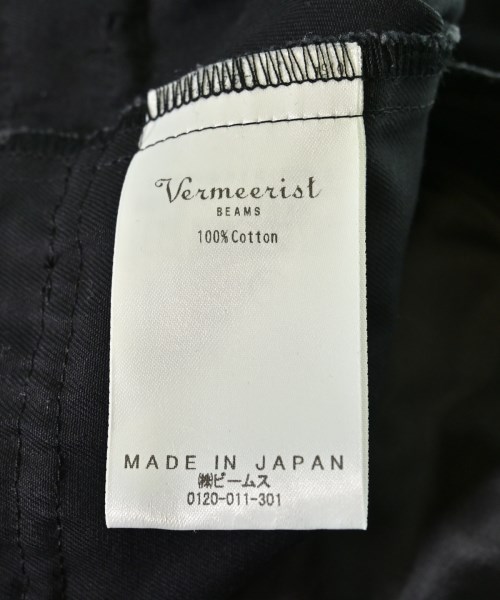 Vermeerist
BEAMS
100%Cotton
MADE IN JAPAN
㈱ビームス
0120-011-301